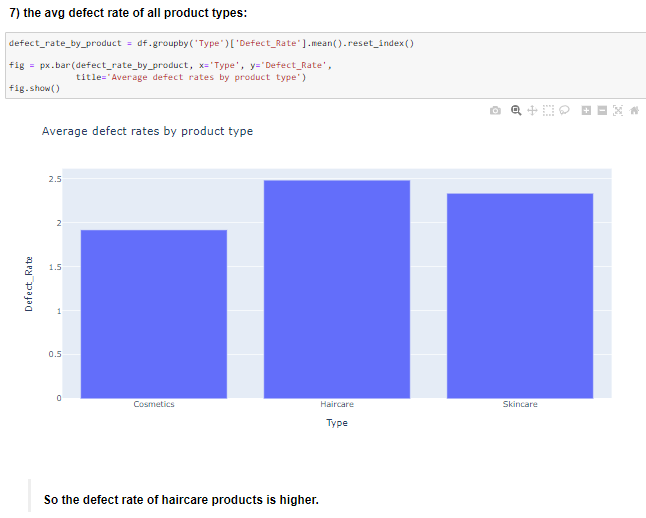 7) the avg defect rate of all product types:
defect_rate_by_product = df.groupby('Type')['Defect_Rate'].mean().reset_index()
fig = px.bar(defect_rate_by_product, x='Type', y='Defect_Rate',
title='Average defect rates by product type')
fig.show()
Average defect rates by product type
2.5
2
1.5
1
0.5
0
Defect_Rate
Cosmetics Haircare Skincare
Type
So the defect rate of haircare products is higher.